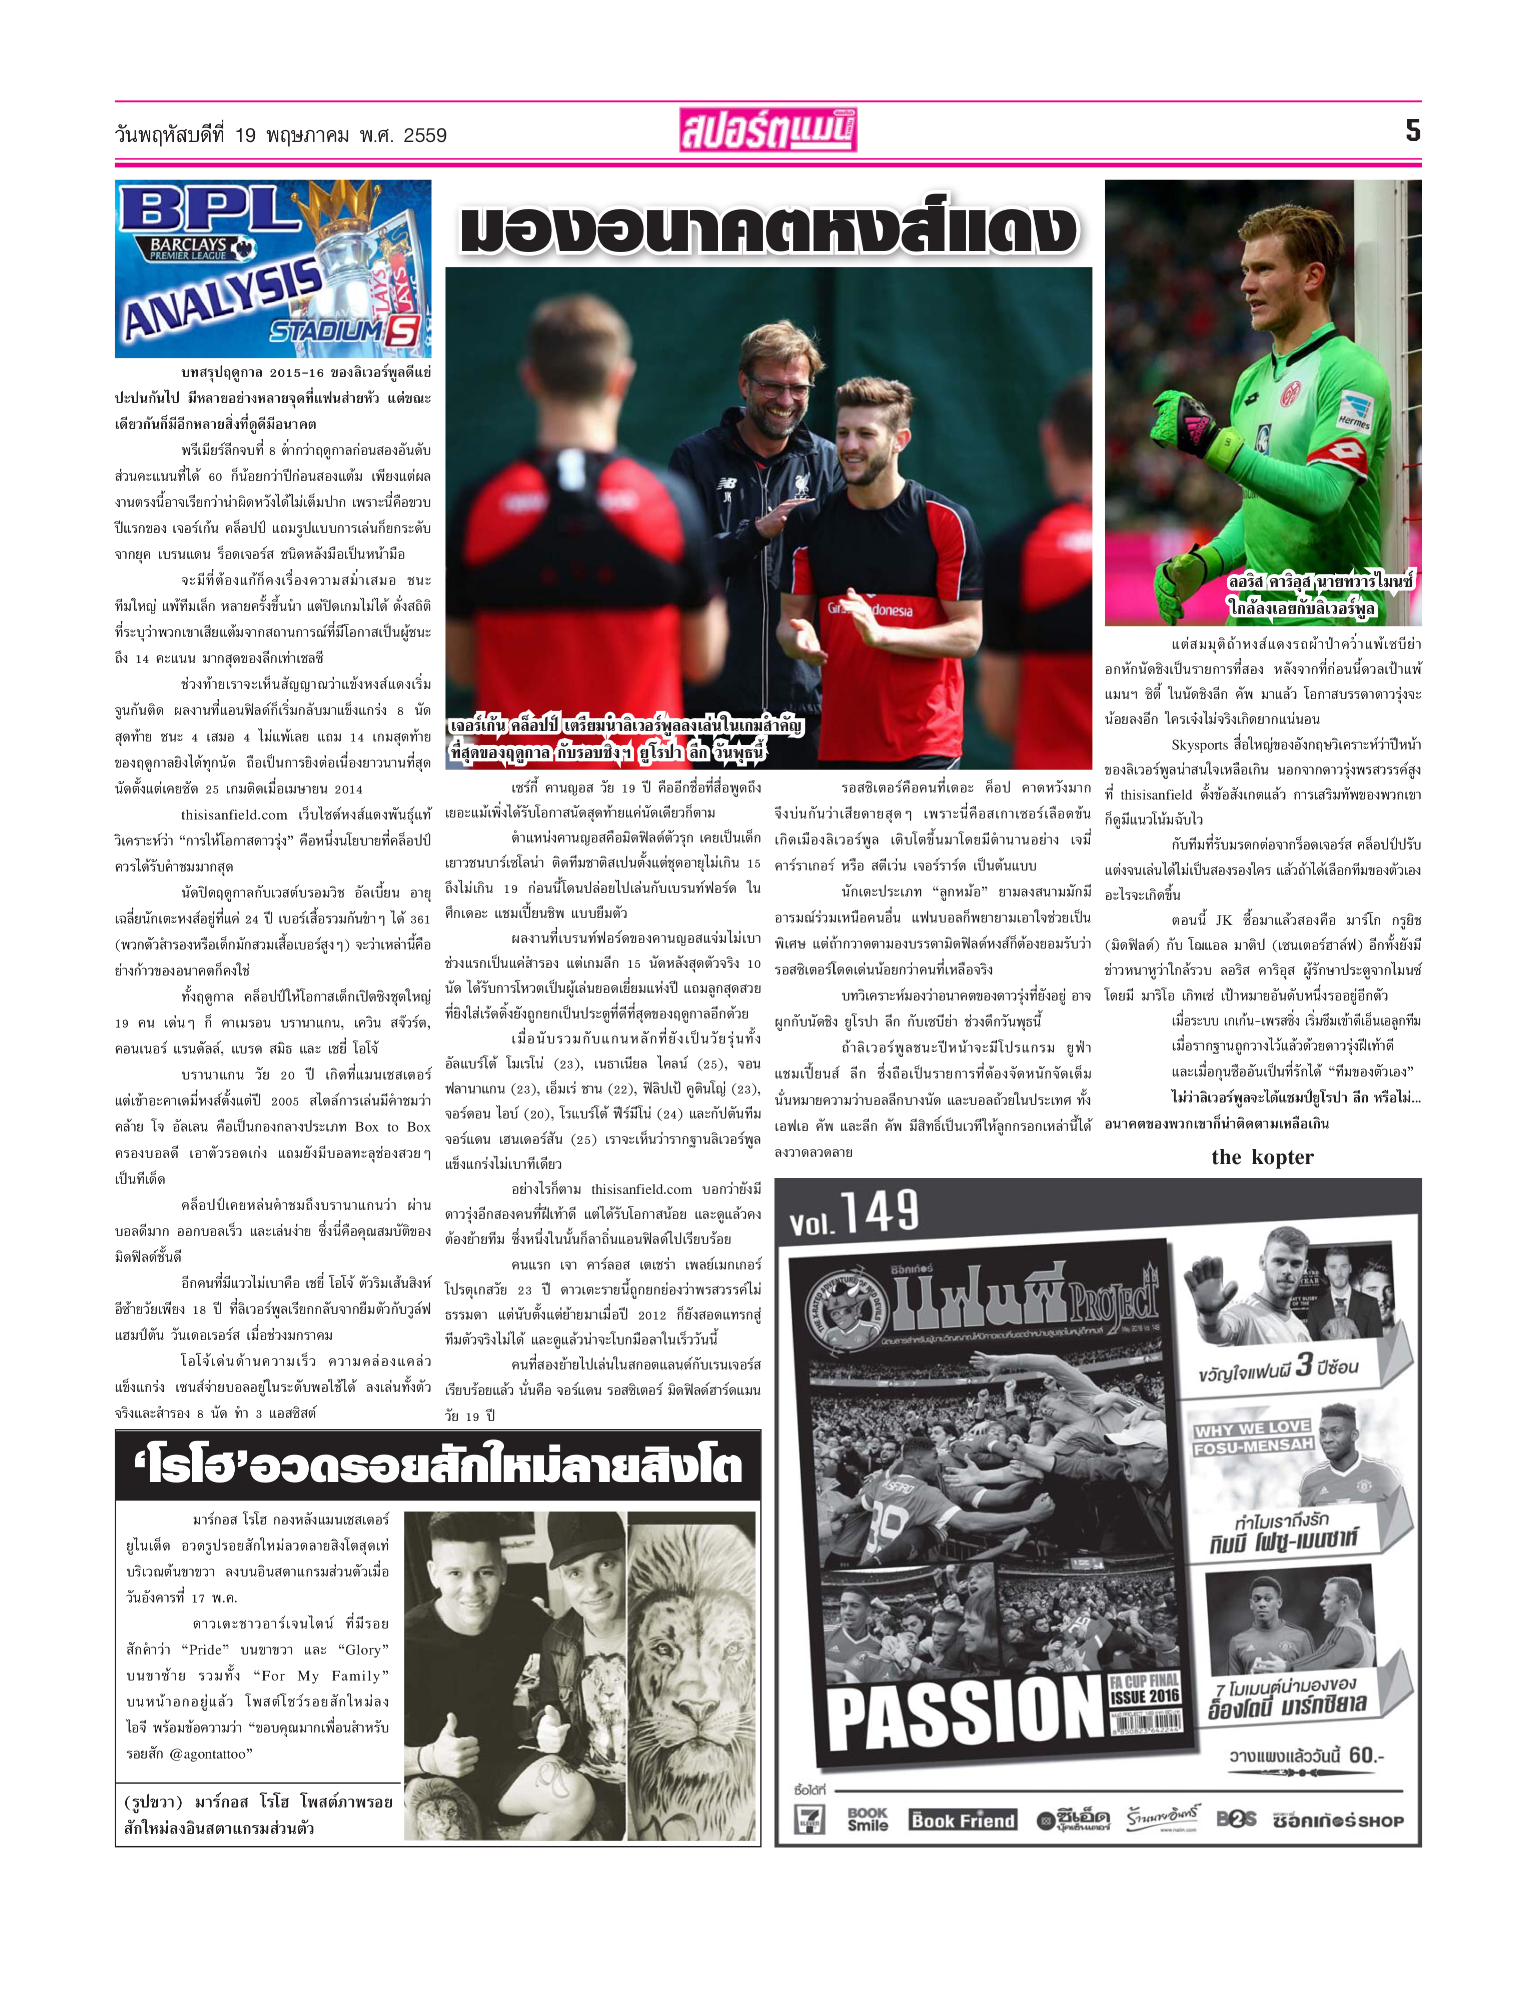 วันพฤหัสบดีที่ 19 พฤษภาคม พ.ศ. 2559
สปอร์ตแมน
5
BPL
BARCLAYS
PREMIER LEAGUE
ANALYSIS
STADIUM S
มองอนาคตหงส์แดง
บทสรุปฤดูกาล 2015-16 ของลิเวอร์พูลดีแย่
ปะปนกันไป มีหลายอย่างหลายจุดที่แฟนส่ายหัว แต่ขณะ
เดียวกันก็มีอีกหลายสิ่งที่ดูดีมีอนาคต
พรีเมียร์ลีกจบที่ 8 ต่ำกว่าฤดูกาลก่อนสองอันดับ
ส่วนคะแนนที่ได้ 60 ก็น้อยกว่าปีก่อนสองแต้ม เพียงแต่ผล
งานตรงนี้อาจเรียกว่าน่าผิดหวังได้ไม่เต็มปาก เพราะนี่คือขวบ
ปีแรกของ เจอร์เก้น คล็อปป์ แถมรูปแบบการเล่นก็ยกระดับ
จากยุค เบรนแดน ร็อดเจอร์ส ชนิดหลังมือเป็นหน้ามือ
จะมีที่ต้องแก้ก็คงเรื่องความสม่ำเสมอ ชนะ
ทีมใหญ่ แพ้ทีมเล็ก หลายครั้งขึ้นนำ แต่ปิดเกมไม่ได้ ดั่งสถิติ
ที่ระบุว่าพวกเขาเสียแต้มจากสถานการณ์ที่มีโอกาสเป็นผู้ชนะ
ถึง 14 คะแนน มากสุดของลีกเท่าเชลซี
ช่วงท้ายเราจะเห็นสัญญาณว่าแข้งหงส์แดงเริ่ม
จูนกันติด ผลงานที่แอนฟิลด์ก็เริ่มกลับมาแข็งแกร่ง 8 นัด
สุดท้าย ชนะ 4 เสมอ 4 ไม่แพ้เลย แถม 14 เกมสุดท้าย
ของฤดูกาลยิงได้ทุกนัด ถือเป็นการยิงต่อเนื่องยาวนานที่สุด
นัดตั้งแต่เคยซัด 25 เกมติดเมื่อเมษายน 2014
thisisanfield.com เว็บไซต์หงส์แดงพันธุ์แท้
วิเคราะห์ว่า “การให้โอกาสดาวรุ่ง” คือหนึ่งนโยบายที่คล็อปป์
ควรได้รับคำชมมากสุด
นัดปิดฤดูกาลกับเวสต์บรอมวิช อัลเบี้ยน อายุ
เฉลี่ยนักเตะหงส์อยู่ที่แค่ 24 ปี เบอร์เสื้อรวมกันขำๆ ได้ 361
(พวกตัวสำรองหรือเด็กมักสวมเสื้อเบอร์สูงๆ) จะว่าเหล่านี้คือ
ย่างก้าวของอนาคตก็คงใช่
ทั้งฤดูกาล คล็อปป์ให้โอกาสเด็กเปิดซิงชุดใหญ่
19 คน เด่นๆ ก็ คาเมรอน บรานาแกน, เควิน สจ๊วร์ต,
คอนเนอร์ แรนดัลล์, แบรด สมิธ และ เชยี่ โอโจ้
บรานาแกน วัย 20 ปี เกิดที่แมนเชสเตอร์
แต่เข้าอะคาเดมี่หงส์ตั้งแต่ปี 2005 สไตล์การเล่นมีคำชมว่า
คล้าย โจ อัลเลน คือเป็นกองกลางประเภท Box to Box
ครองบอลดี เอาตัวรอดเก่ง แถมยังมีบอลทะลุช่องสวยๆ
เป็นทีเด็ด
คล็อปป์เคยหล่นคำชมถึงบรานาแกนว่า ผ่าน
บอลดีมาก ออกบอลเร็ว และเล่นง่าย ซึ่งนี่คือคุณสมบัติของ
มิดฟิลด์ชั้นดี
อีกคนที่มีแววไม่เบาคือ เชยี่ โอโจ้ ตัวริมเส้นสิงห์
อีซ้ายวัยเพียง 18 ปี ที่ลิเวอร์พูลเรียกกลับจากยืมตัวกับวูล์ฟ
แฮมป์ตัน วันเดอเรอร์ส เมื่อช่วงมกราคม
โอโจ้เด่นด้านความเร็ว ความคล่องแคล่ว
แข็งแกร่ง เซนส์จ่ายบอลอยู่ในระดับพอใช้ได้ ลงเล่นทั้งตัว
จริงและสำรอง 8 นัด ทำ 3 แอสซิสต์
New Balance
NB
JK
Garuda Indonesia
เจอร์เก้น คล็อปป์ เตรียมนำลิเวอร์พูลลงเล่นในเกมสำคัญ
ที่สุดของฤดูกาล กับรอบชิงฯ ยูโรปา ลีก วันพุธนี้
เซร์กี้ คานญอส วัย 19 ปี คืออีกชื่อที่สื่อพูดถึง
เยอะแม้เพิ่งได้รับโอกาสนัดสุดท้ายแค่นัดเดียวก็ตาม
ตำแหน่งคานญอสคือมิดฟิลด์ตัวรุก เคยเป็นเด็ก
เยาวชนบาร์เซโลน่า ติดทีมชาติสเปนตั้งแต่ชุดอายุไม่เกิน 15
ถึงไม่เกิน 19 ก่อนนี้โดนปล่อยไปเล่นกับเบรนท์ฟอร์ด ใน
ศึกเดอะ แชมเปี้ยนชิพ แบบยืมตัว
ผลงานที่เบรนท์ฟอร์ดของคานญอสแจ่มไม่เบา
ช่วงแรกเป็นแค่สำรอง แต่เกมลีก 15 นัดหลังสุดตัวจริง 10
นัด ได้รับการโหวตเป็นผู้เล่นยอดเยี่ยมแห่งปี แถมลูกสุดสวย
ที่ยิงใส่เร้ดดิ้งยังถูกยกเป็นประตูที่ดีที่สุดของฤดูกาลอีกด้วย
เมื่อนับรวมกับแกนหลักที่ยังเป็นวัยรุ่นทั้ง
อัลแบร์โต้ โมเรโน่ (23), เนธาเนียล ไคลน์ (25), จอน
ฟลานาแกน (23), เอ็มเร่ ชาน (22), ฟิลิปเป้ คูตินโญ่ (23),
จอร์ดอน ไอบ์ (20), โรแบร์โต้ ฟีร์มีโน่ (24) และกัปตันทีม
จอร์แดน เฮนเดอร์สัน (25) เราจะเห็นว่ารากฐานลิเวอร์พูล
แข็งแกร่งไม่เบาทีเดียว
อย่างไรก็ตาม thisisanfield.com บอกว่ายังมี
ดาวรุ่งอีกสองคนที่ฝีเท้าดี แต่ได้รับโอกาสน้อย และดูแล้วคง
ต้องย้ายทีม ซึ่งหนึ่งในนั้นก็ลาถิ่นแอนฟิลด์ไปเรียบร้อย
คนแรก เจา คาร์ลอส เตเชร่า เพลย์เมกเกอร์
โปรตุเกสวัย 23 ปี ดาวเตะรายนี้ถูกยกย่องว่าพรสวรรค์ไม่
ธรรมดา แต่นับตั้งแต่ย้ายมาเมื่อปี 2012 ก็ยังสอดแทรกสู่
ทีมตัวจริงไม่ได้ และดูแล้วน่าจะโบกมือลาในเร็ววันนี้
คนที่สองย้ายไปเล่นในสกอตแลนด์กับเรนเจอร์ส
เรียบร้อยแล้ว นั่นคือ จอร์แดน รอสซิเตอร์ มิดฟิลด์ฮาร์ดแมน
วัย 19 ปี
รอสซิเตอร์คือคนที่เดอะ ค็อป คาดหวังมาก
จึงบ่นกันว่าเสียดายสุดๆ เพราะนี่คือสเกาเซอร์เลือดข้น
เกิดเมืองลิเวอร์พูล เติบโตขึ้นมาโดยมีตำนานอย่าง เจมี่
คาร์ราเกอร์ หรือ สตีเว่น เจอร์ราร์ด เป็นต้นแบบ
นักเตะประเภท “ลูกหม้อ” ยามลงสนามมักมี
อารมณ์ร่วมเหนือคนอื่น แฟนบอลก็พยายามเอาใจช่วยเป็น
พิเศษ แต่ถ้ากวาดตามองบรรดามิดฟิลด์หงส์ก็ต้องยอมรับว่า
รอสซิเตอร์โดดเด่นน้อยกว่าคนที่เหลือจริง
บทวิเคราะห์มองว่าอนาคตของดาวรุ่งที่ยังอยู่ อาจ
ผูกกับนัดชิง ยูโรปา ลีก กับเซบีย่า ช่วงดึกวันพุธนี้
ถ้าลิเวอร์พูลชนะปีหน้าจะมีโปรแกรม ยูฟ่า
แชมเปี้ยนส์ ลีก ซึ่งถือเป็นรายการที่ต้องจัดหนักจัดเต็ม
นั่นหมายความว่าบอลลีกบางนัด และบอลถ้วยในประเทศ ทั้ง
เอฟเอ คัพ และลีก คัพ มีสิทธิ์เป็นเวทีให้ลูกกรอกเหล่านี้ได้
ลงวาดลวดลาย
Hermes
adidas
ลอริส คาริอุส นายทวารไมนซ์
ใกล้ลงเอยกับลิเวอร์พูล
แต่สมมุติถ้าหงส์แดงรถผ้าป่าคว่ำแพ้เซบีย่า
อกหักนัดชิงเป็นรายการที่สอง หลังจากที่ก่อนนี้ดวลเป้าแพ้
แมนฯ ซิตี้ ในนัดชิงลีก คัพ มาแล้ว โอกาสบรรดาดาวรุ่งจะ
น้อยลงอีก ใครเจ๋งไม่จริงเกิดยากแน่นอน
Skysports สื่อใหญ่ของอังกฤษวิเคราะห์ว่าปีหน้า
ของลิเวอร์พูลน่าสนใจเหลือเกิน นอกจากดาวรุ่งพรสวรรค์สูง
ที่ thisisanfield ตั้งข้อสังเกตแล้ว การเสริมทัพของพวกเขา
ก็ดูมีแนวโน้มฉับไว
กับทีมที่รับมรดกต่อจากร็อดเจอร์ส คล็อปป์ปรับ
แต่งจนเล่นได้ไม่เป็นสองรองใคร แล้วถ้าได้เลือกทีมของตัวเอง
อะไรจะเกิดขึ้น
ตอนนี้ JK ซื้อมาแล้วสองคือ มาร์โก กรูยิช
(มิดฟิลด์) กับ โฌแอล มาติป (เซนเตอร์ฮาล์ฟ) อีกทั้งยังมี
ข่าวหนาหูว่าใกล้รวบ ลอริส คาริอุส ผู้รักษาประตูจากไมนซ์
โดยมี มาริโอ เกิทเซ่ เป้าหมายอันดับหนึ่งรออยู่อีกตัว
เมื่อระบบ เกเก้น-เพรสซิ่ง เริ่มซึมเข้าดีเอ็นเอลูกทีม
เมื่อรากฐานถูกวางไว้แล้วด้วยดาวรุ่งฝีเท้าดี
และเมื่อกุนซืออันเป็นที่รักได้ “ทีมของตัวเอง”
ไม่ว่าลิเวอร์พูลจะได้แชมป์ยูโรปา ลีก หรือไม่...
อนาคตของพวกเขาก็น่าติดตามเหลือเกิน
the kopter
‘โรโฮ’อวดรอยสักใหม่ลายสิงโต
มาร์กอส โรโฮ กองหลังแมนเชสเตอร์
ยูไนเต็ด อวดรูปรอยสักใหม่ลวดลายสิงโตสุดเท่
บริเวณต้นขาขวา ลงบนอินสตาแกรมส่วนตัวเมื่อ
วันอังคารที่ 17 พ.ค.
ดาวเตะชาวอาร์เจนไตน์ ที่มีรอย
สักคำว่า “Pride” บนขาขวา และ “Glory”
บนขาซ้าย รวมทั้ง “For My Family”
บนหน้าอกอยู่แล้ว โพสต์โชว์รอยสักใหม่ลง
ไอจี พร้อมข้อความว่า “ขอบคุณมากเพื่อนสำหรับ
รอยสัก @agontattoo”
(รูปขวา) มาร์กอส โรโฮ โพสต์ภาพรอย
สักใหม่ลงอินสตาแกรมส่วนตัว
Vol. 149
ซ๊อคเก้อร์
แฟนผี PROJECT
PASSION
FA CUP FINAL
ISSUE 2016
ขวัญใจแฟนผี 3 ปีซ้อน
WHY WE LOVE
FOSU-MENSAH
ทำไมเราถึงรัก
ทิมมี โฟซู-เมนซาห์
7 โมเมนต์น่ามองของ
อ็องโตนี มาร์กซิยาล
วางแผงแล้ววันนี้ 60.-
ซื้อได้ที่
7 ELEVEN
BOOK Smile
Book Friend
ซีเอ็ด บุ๊คเซ็นเตอร์
ร้านนายอินทร์
B2S
ซ๊อคเก้อร์SHOP